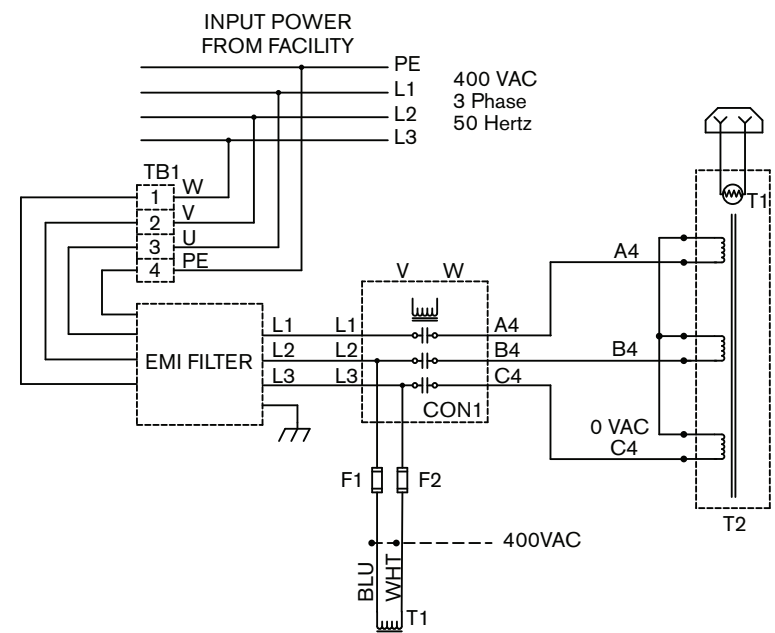 INPUT POWER
FROM FACILITY
PE
L1
L2
L3
400 VAC
3 Phase
50 Hertz
TB1
1 W
2 V
3 U
4 PE
T1
V W
A4
EMI FILTER
L1 L1 A4
L2 L2 B4 B4
L3 L3 C4
CON1
0 VAC
C4
F1 F2
T2
400VAC
BLU
WHT
T1